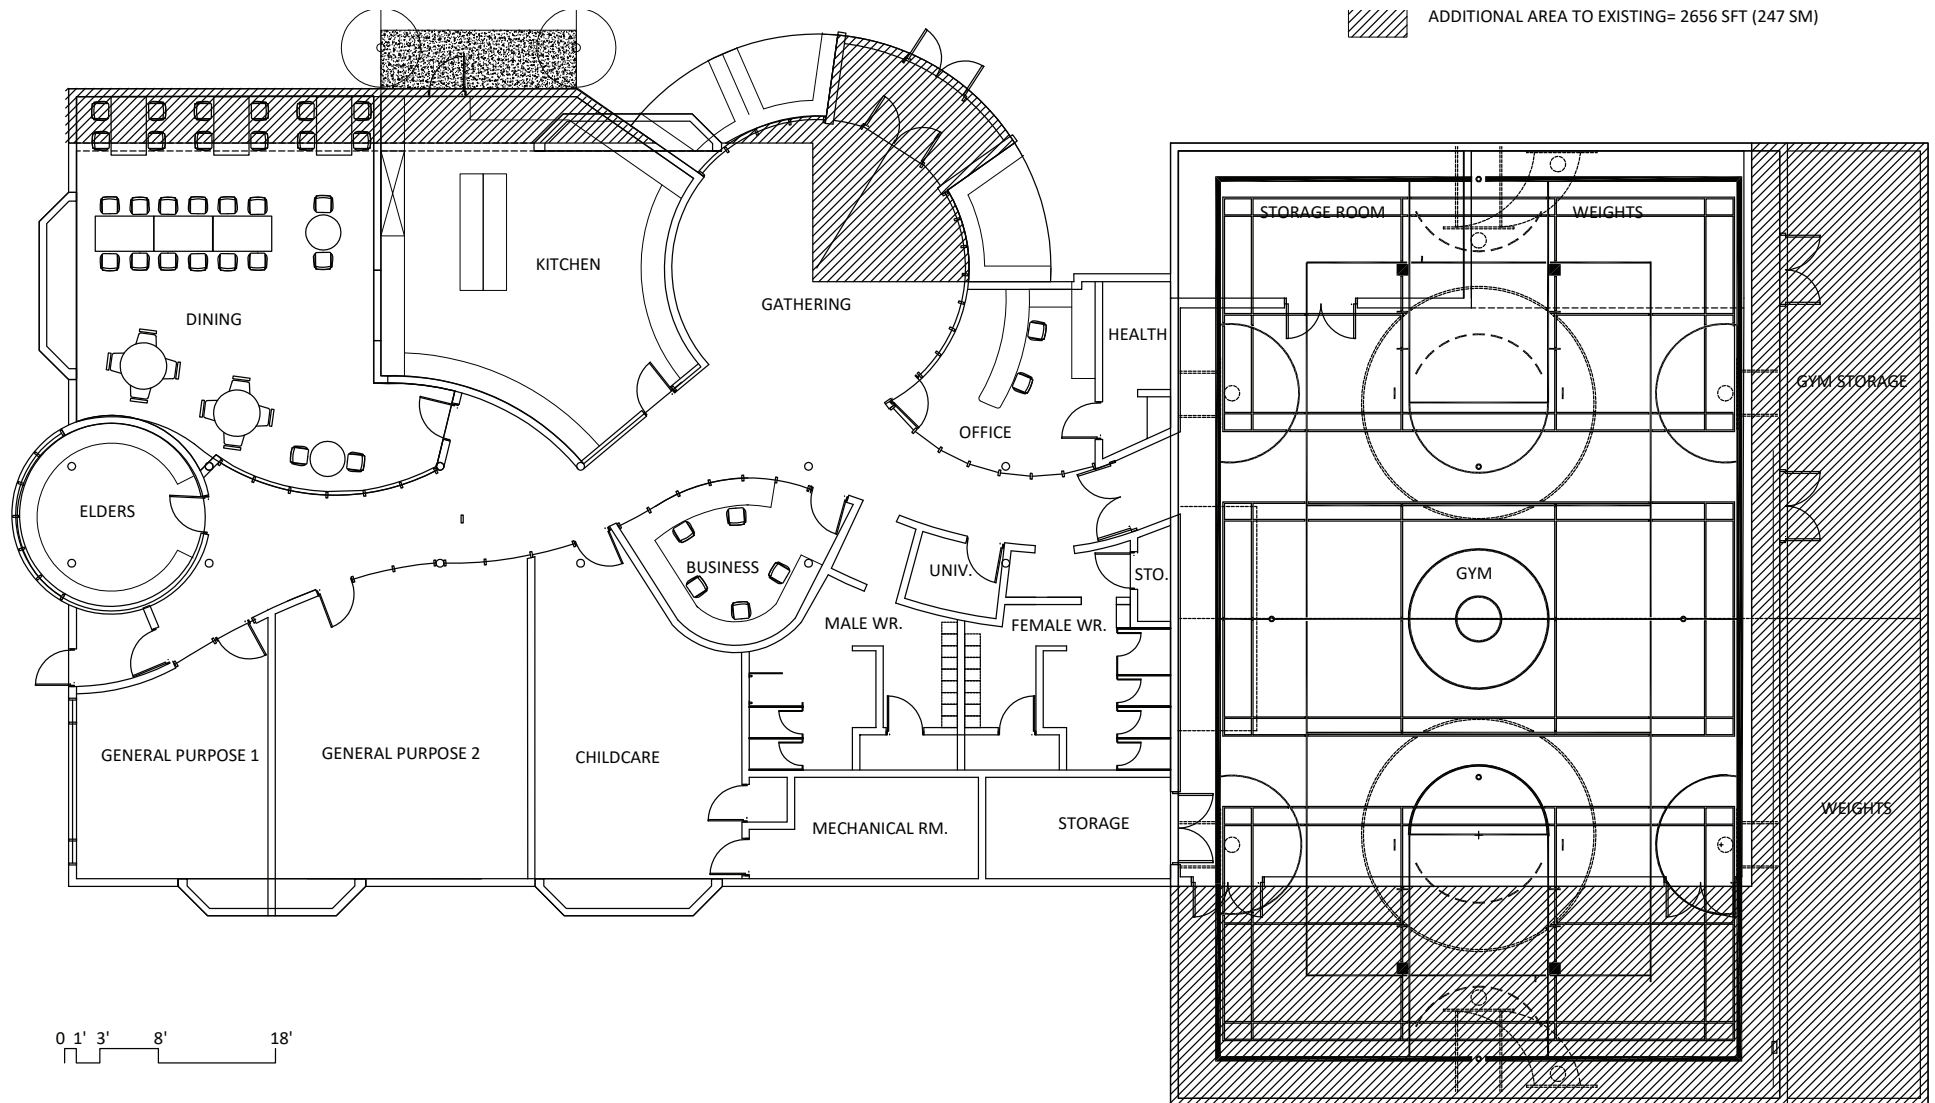 ADDITIONAL AREA TO EXISTING= 2656 SFT (247 SM)
STORAGE ROOM
WEIGHTS
KITCHEN
GATHERING
DINING
HEALTH
GYM STORAGE
OFFICE
ELDERS
BUSINESS
UNIV.
STO.
GYM
MALE WR.
FEMALE WR.
GENERAL PURPOSE 1
GENERAL PURPOSE 2
CHILDCARE
MECHANICAL RM.
STORAGE
WEIGHTS
0 1' 3' 8' 18'